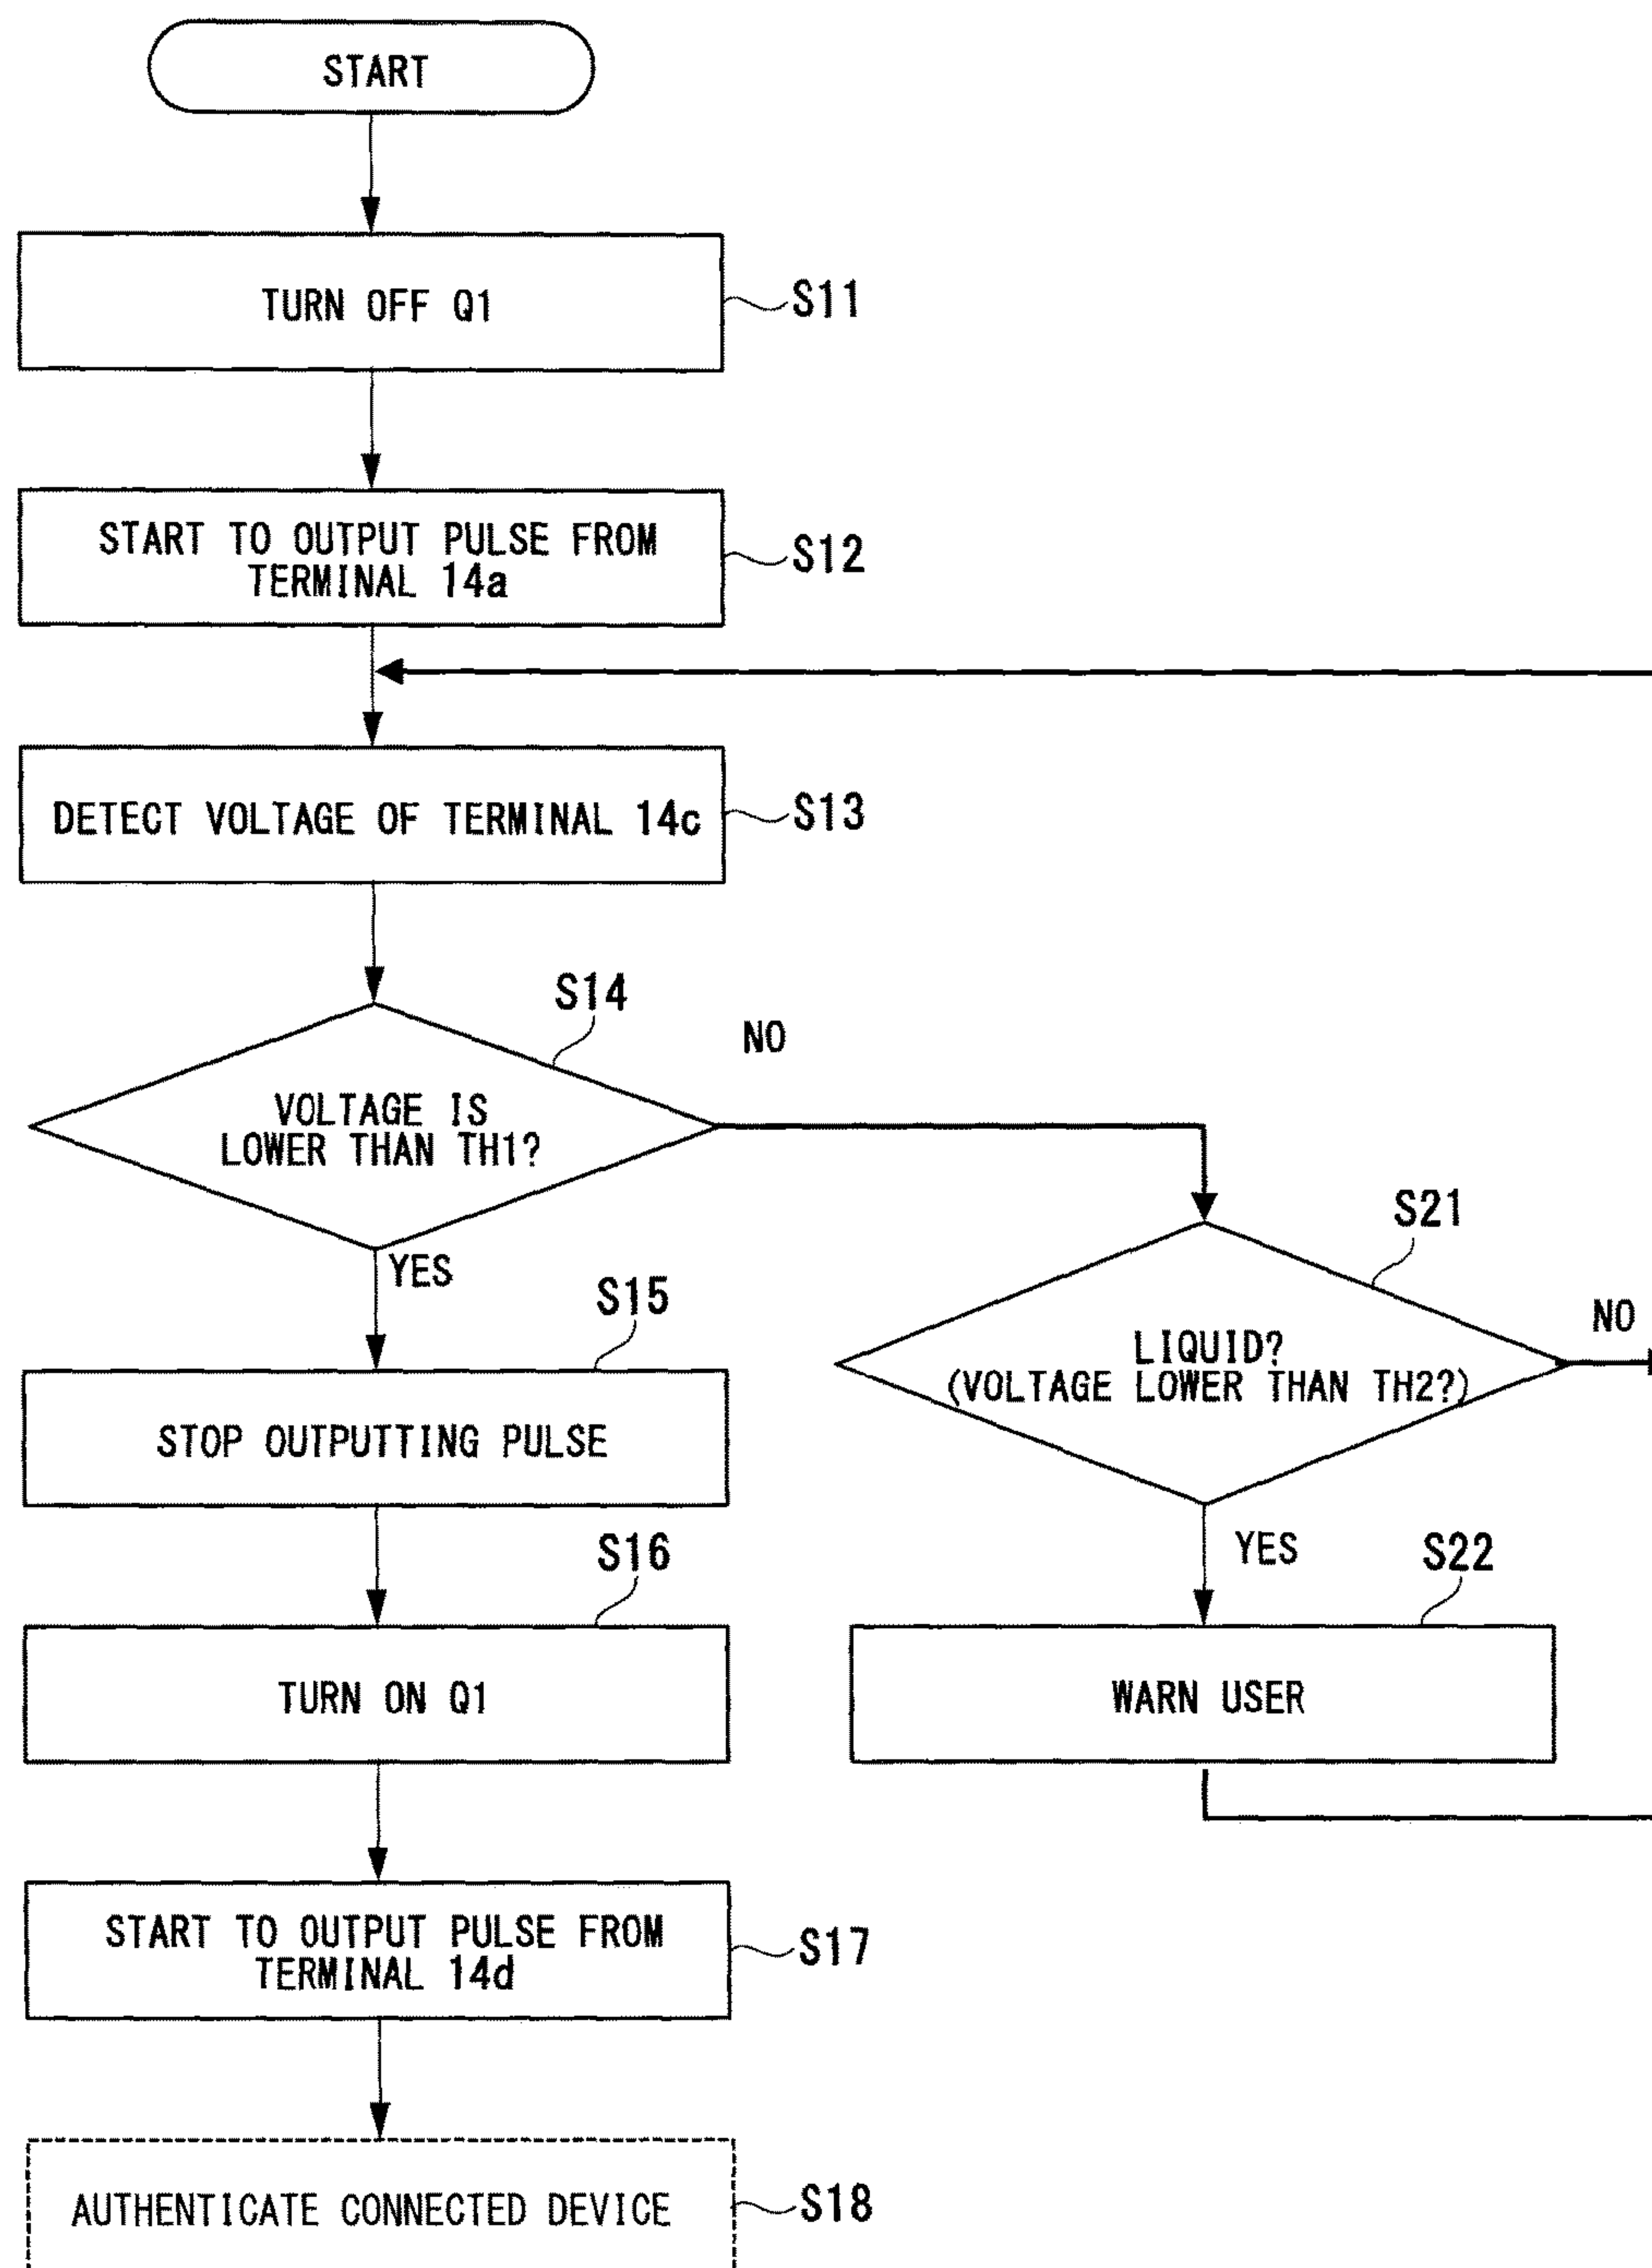 START
TURN OFF Q1
S11
START TO OUTPUT PULSE FROM
TERMINAL 14a
S12
DETECT VOLTAGE OF TERMINAL 14c
S13
S14
NO
VOLTAGE IS
LOWER THAN TH1?
YES
S21
NO
LIQUID?
(VOLTAGE LOWER THAN TH2?)
S15
STOP OUTPUTTING PULSE
YES
S16
S22
TURN ON Q1
WARN USER
START TO OUTPUT PULSE FROM
TERMINAL 14d
S17
AUTHENTICATE CONNECTED DEVICE
S18